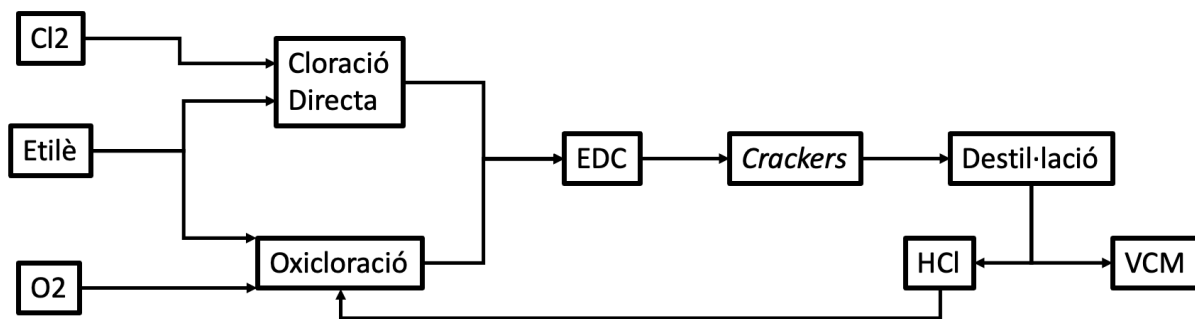 Cl2
Cloració
Directa
Etilè
EDC
Crackers
Destil·lació
Oxicloració
HCl
VCM
O2